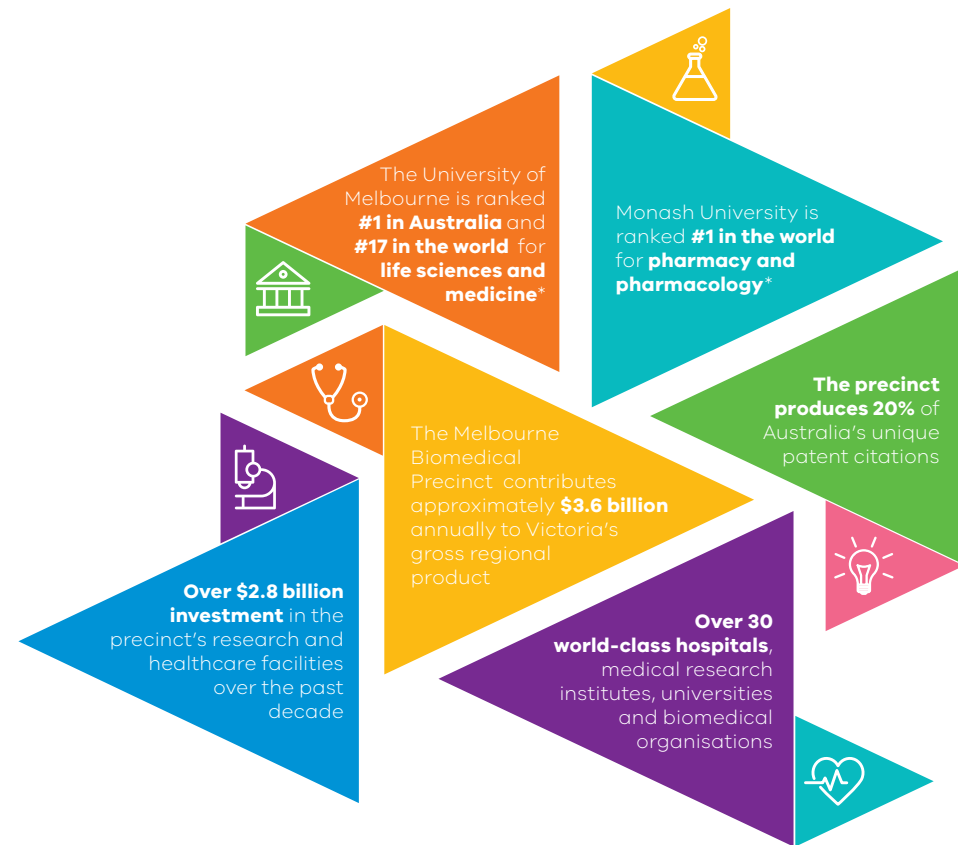 The University of
Melbourne is ranked
#1 in Australia and
#17 in the world for
life sciences and
medicine*
Monash University is
ranked #1 in the world
for pharmacy and
pharmacology*
The precinct
produces 20% of
Australia's unique
patent citations
The Melbourne
Biomedical
Precinct contributes
approximately $3.6 billion
annually to Victoria's
gross regional
product
Over $2.8 billion
investment in the
precinct's research and
healthcare facilities
over the past
decade
Over 30
world-class hospitals,
medical research
institutes, universities
and biomedical
organisations